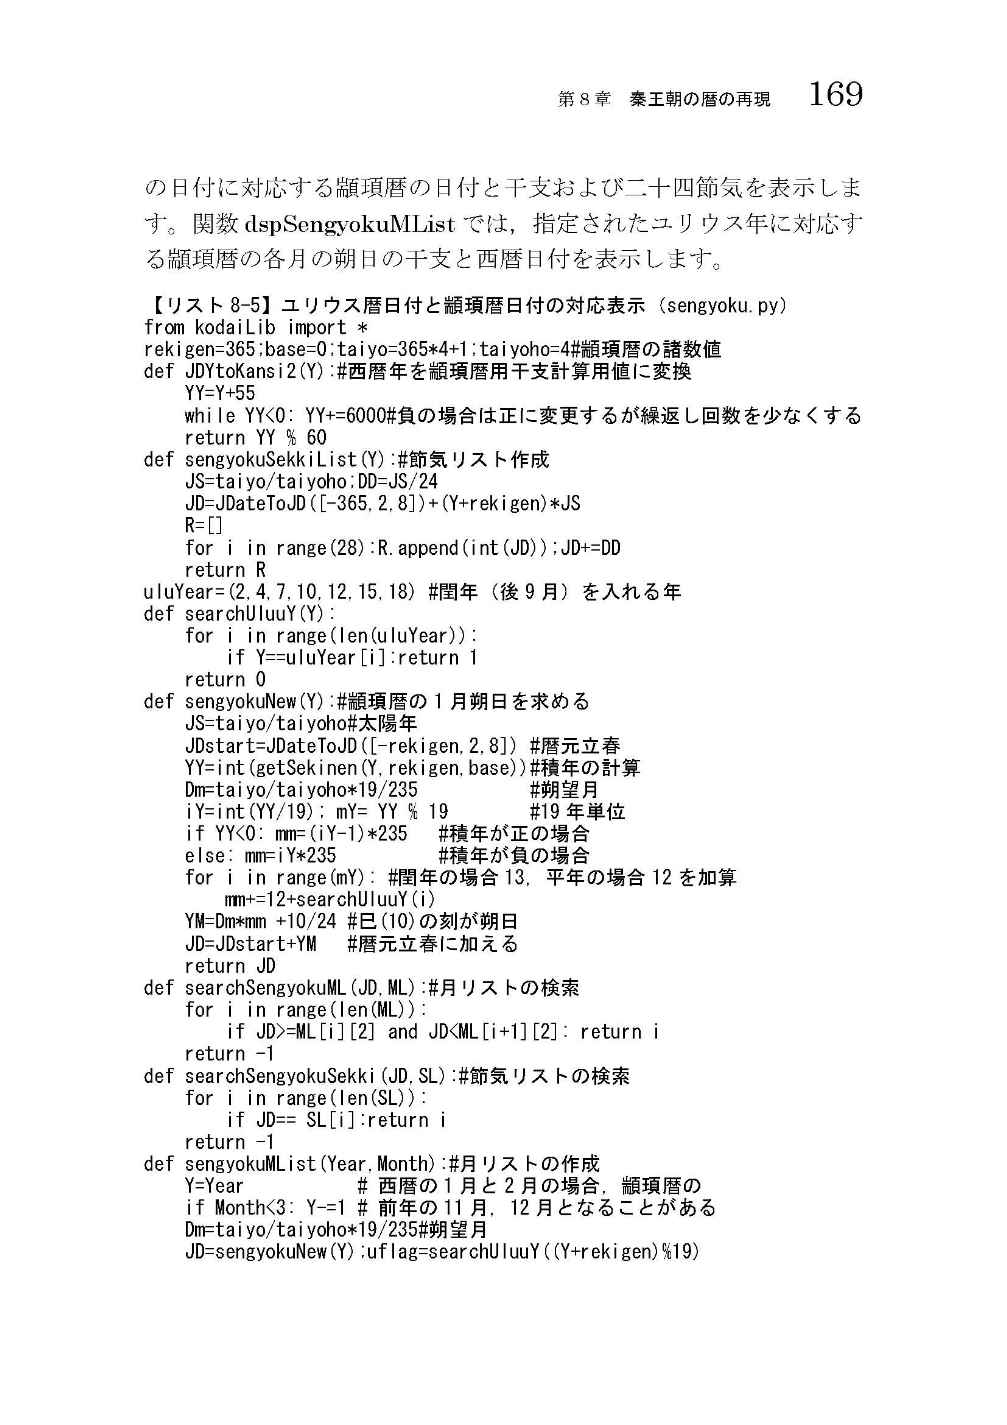 第8章　秦王朝の暦の再現　169
の日付に対応する顓頊暦の日付と干支および二十四節気を表示しま
す。関数 dspSengyokuMList では，指定されたユリウス年に対応す
る顓頊暦の各月の朔日の干支と西暦日付を表示します。
【リスト 8-5】ユリウス暦日付と顓頊暦日付の対応表示（sengyoku.py）
from kodaiLib import *
rekigen=365;base=0;taiyo=365*4+1;taiyoho=4#顓頊暦の諸数値
def JDYtoKansi2(Y):#西暦年を顓頊暦用干支計算用値に変換
    YY=Y+55
    while YY<0: YY+=6000#負の場合は正に変更するが繰返し回数を少なくする
    return YY % 60
def sengyokuSekkiList(Y):#節気リスト作成
    JS=taiyo/taiyoho;DD=JS/24
    JD=JDateToJD([-365,2,8])+(Y+rekigen)*JS
    R=[]
    for i in range(28):R.append(int(JD));JD+=DD
    return R
uluYear=(2,4,7,10,12,15,18) #閏年（後9月）を入れる年
def searchUluuY(Y):
    for i in range(len(uluYear)):
        if Y==uluYear[i]:return 1
    return 0
def sengyokuNew(Y):#顓頊暦の1月朔日を求める
    JS=taiyo/taiyoho#太陽年
    JDstart=JDateToJD([-rekigen,2,8]) #暦元立春
    YY=int(getSekinen(Y,rekigen,base))#積年の計算
    Dm=taiyo/taiyoho*19/235           #朔望月
    iY=int(YY/19); mY= YY % 19        #19年単位
    if YY<0: mm=(iY-1)*235   #積年が正の場合
    else: mm=iY*235          #積年が負の場合
    for i in range(mY): #閏年の場合13，平年の場合12を加算
        mm+=12+searchUluuY(i)
    YM=Dm*mm +10/24 #巳(10)の刻が朔日
    JD=JDstart+YM   #暦元立春に加える
    return JD
def searchSengyokuML(JD,ML):#月リストの検索
    for i in range(len(ML)):
        if JD>=ML[i][2] and JD<ML[i+1][2]: return i
    return -1
def searchSengyokuSekki(JD,SL):#節気リストの検索
    for i in range(len(SL)):
        if JD== SL[i]:return i
    return -1
def sengyokuMList(Year,Month):#月リストの作成
    Y=Year           # 西暦の1月と2月の場合，顓頊暦の
    if Month<3: Y-=1 # 前年の11月，12月となることがある
    Dm=taiyo/taiyoho*19/235#朔望月
    JD=sengyokuNew(Y);uflag=searchUluuY((Y+rekigen)%19)